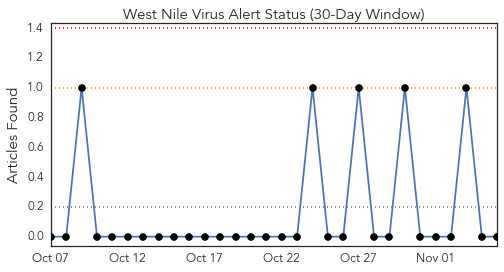 West Nile Virus Alert Status (30-Day Window)
Articles Found
1.4
1.2
1.0
0.8
0.6
0.4
0.2
0.0
Oct 07 Oct 12 Oct 17 Oct 22 Oct 27 Nov 01